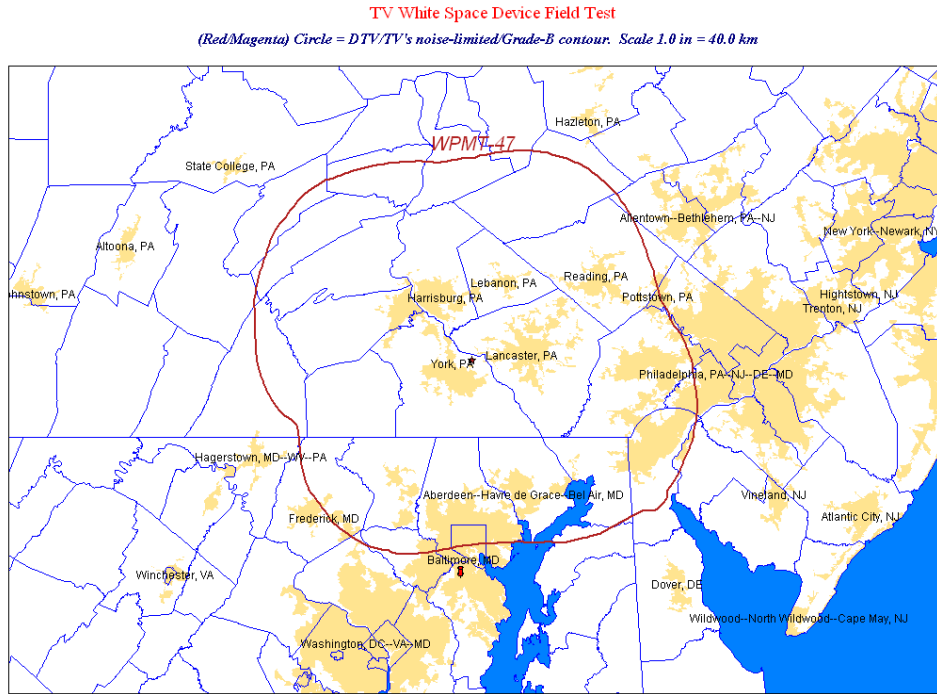 TV White Space Device Field Test
(Red/Magenta) Circle = DTV/TV's noise-limited/Grade-B contour. Scale 1.0 in = 40.0 km
Hazleton, PA
WPMT-47
State College, PA
Allentown--Bethlehem, PA--NJ
New York--Newark, NY
Altoona, PA
Reading, PA
Lebanon, PA
hnstown, PA
Harrisburg, PA
Pottstown, PA
Hightstown, NJ
Trenton, NJ
Lancaster, PA
York, PA
Philadelphia, PA--NJ--DE--MD
Hagerstown, MD--WV--PA
Aberdeen--Havre de Grace--Bel Air, MD
Vineland, NJ
Frederick, MD
Atlantic City, NJ
Baltimore, MD
Winchester, VA
Dover, DE
Wildwood--North Wildwood--Cape May, NJ
Washington, DC--VA--MD